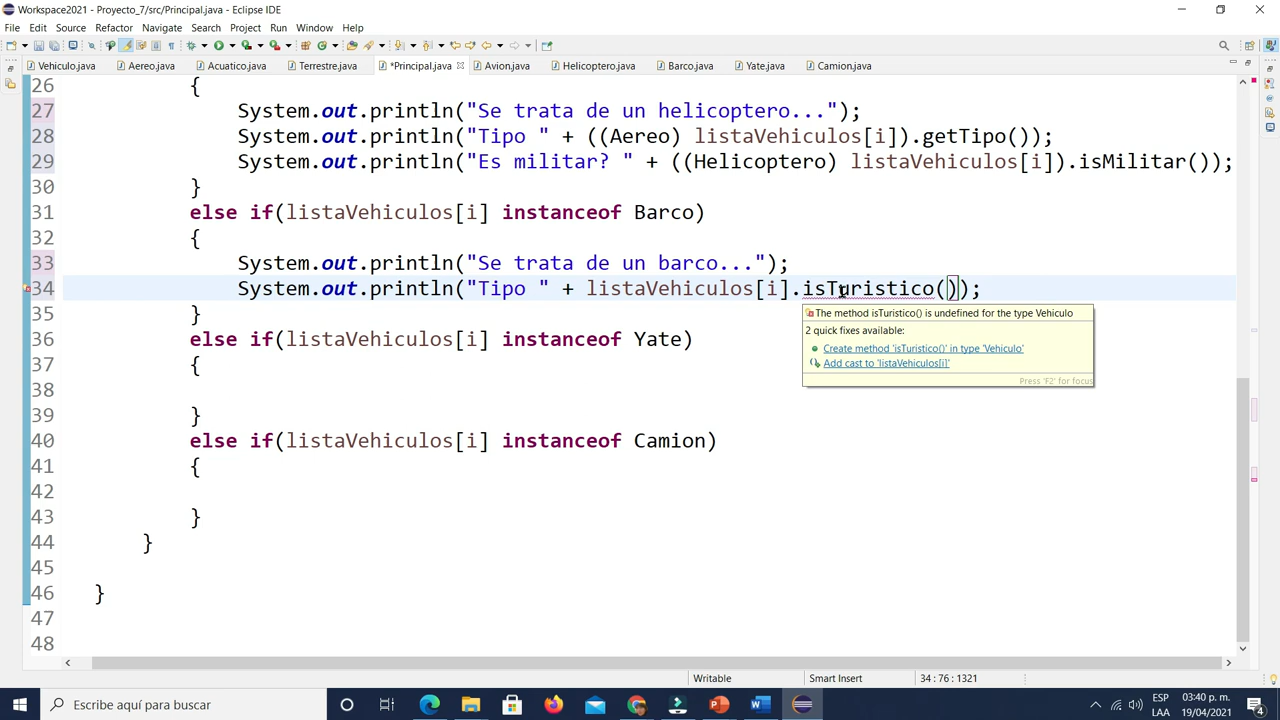 Workspace2021 - Proyecto_7/src/Principal.java - Eclipse IDE
File Edit Source Refactor Navigate Search Project Run Window Help
Vehiculo.java Aereo.java Acuatico.java Terrestre.java *Principal.java Avion.java Helicoptero.java Barco.java Yate.java Camion.java
26 {
27 System.out.println("Se trata de un helicoptero...");
28 System.out.println("Tipo " + ((Aereo) listaVehiculos[i]).getTipo());
29 System.out.println("Es militar? " + ((Helicoptero) listaVehiculos[i]).isMilitar());
30 }
31 else if(listaVehiculos[i] instanceof Barco)
32 {
33 System.out.println("Se trata de un barco...");
34 System.out.println("Tipo " + listaVehiculos[i].isTuristico());
35 }
The method isTuristico() is undefined for the type Vehiculo
2 quick fixes available:
Create method 'isTuristico()' in type 'Vehiculo'
Add cast to 'listaVehiculos[i]'
Press 'F2' for focus
36 else if(listaVehiculos[i] instanceof Yate)
37 {
38
39 }
40 else if(listaVehiculos[i] instanceof Camion)
41 {
42
43 }
44 }
45
46 }
47
48
Writable Smart Insert 34 : 76 : 1321
Escribe aquí para buscar
ESP
LAA
03:40 p. m.
19/04/2021
4